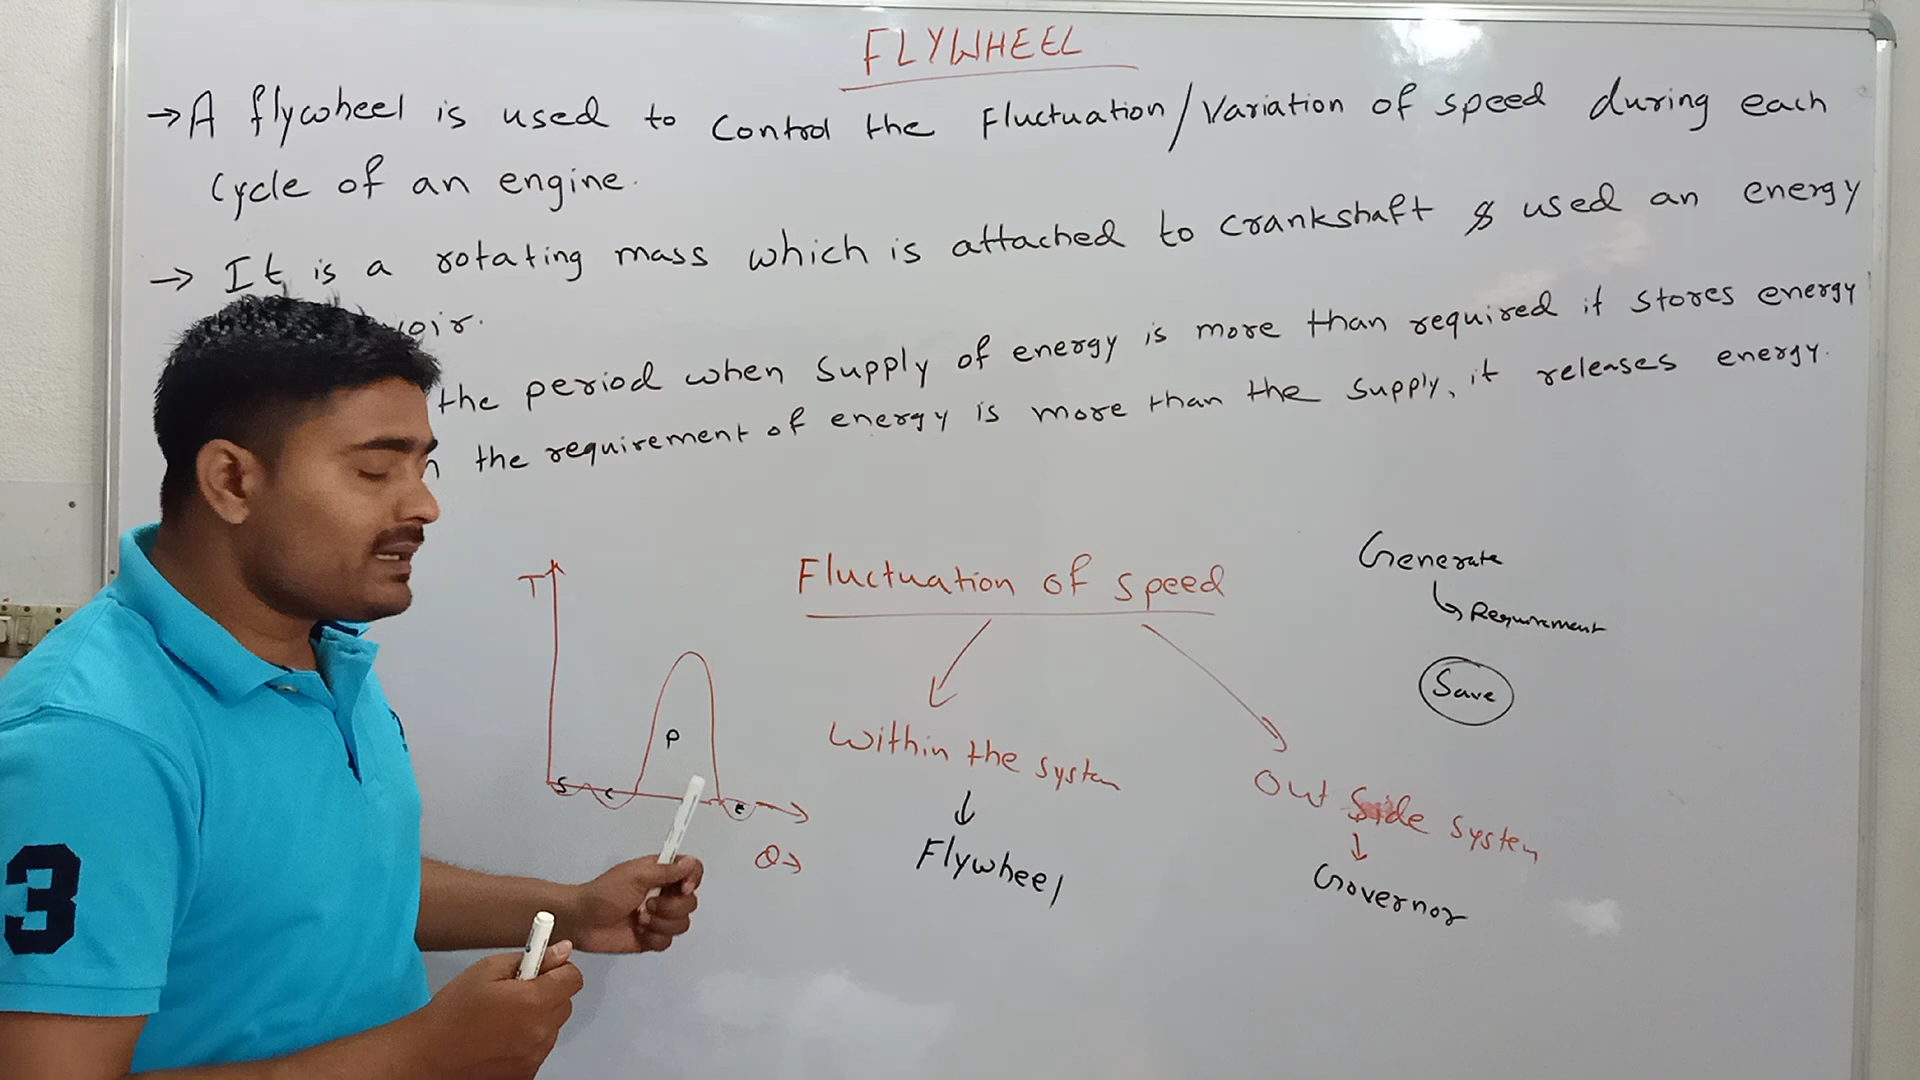 FLYWHEEL
→ A flywheel is used to control the Fluctuation/Variation of speed during each
cycle of an engine.
→ It is a rotating mass which is attached to crankshaft & used an energy
oir.
the period when supply of energy is more than required it stores energy
the requirement of energy is more than the supply, it releases energy.
T
P
S
C
E
θ→
Fluctuation of speed
Within the system
↓
Flywheel
Out Side System
↓
Governor
Generate
↳ Requirement
Save
3